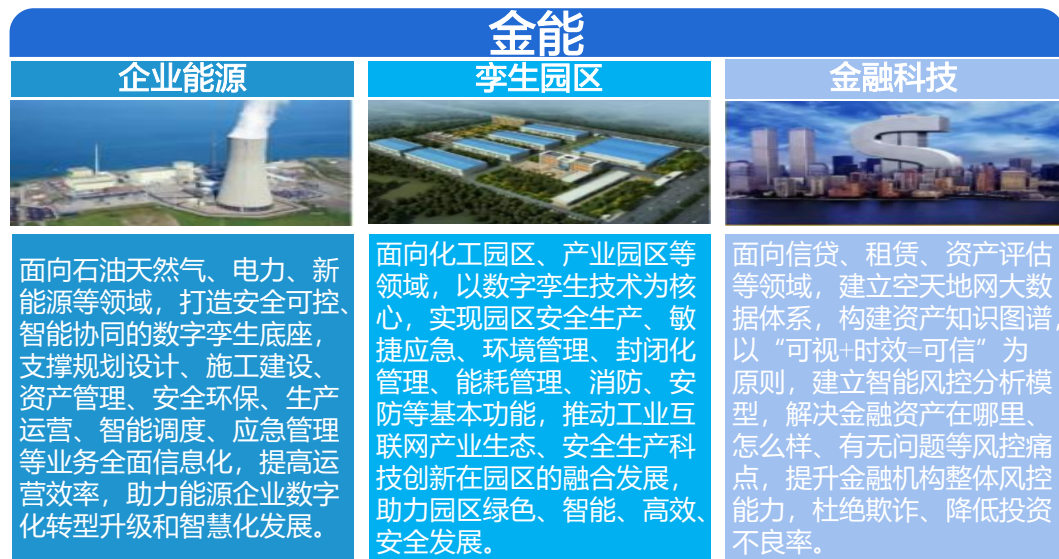 金能
企业能源
孪生园区
金融科技
面向石油天然气、电力、新
能源等领域，打造安全可控、
智能协同的数字孪生底座，
支撑规划设计、施工建设、
资产管理、安全环保、生产
运营、智能调度、应急管理
等业务全面信息化，提高运
营效率，助力能源企业数字
化转型升级和智慧化发展。
面向化工园区、产业园区等
领域，以数字孪生技术为核
心，实现园区安全生产、敏
捷应急、环境管理、封闭化
管理、能耗管理、消防、安
防等基本功能，推动工业互
联网产业生态、安全生产科
技创新在园区的融合发展，
助力园区绿色、智能、高效、
安全发展。
面向信贷、租赁、资产评估
等领域，建立空天地网大数
据体系，构建资产知识图谱，
以“可视+时效=可信”为
原则，建立智能风控分析模
型，解决金融资产在哪里、
怎么样、有无问题等风控痛
点，提升金融机构整体风控
能力，杜绝欺诈、降低投资
不良率。